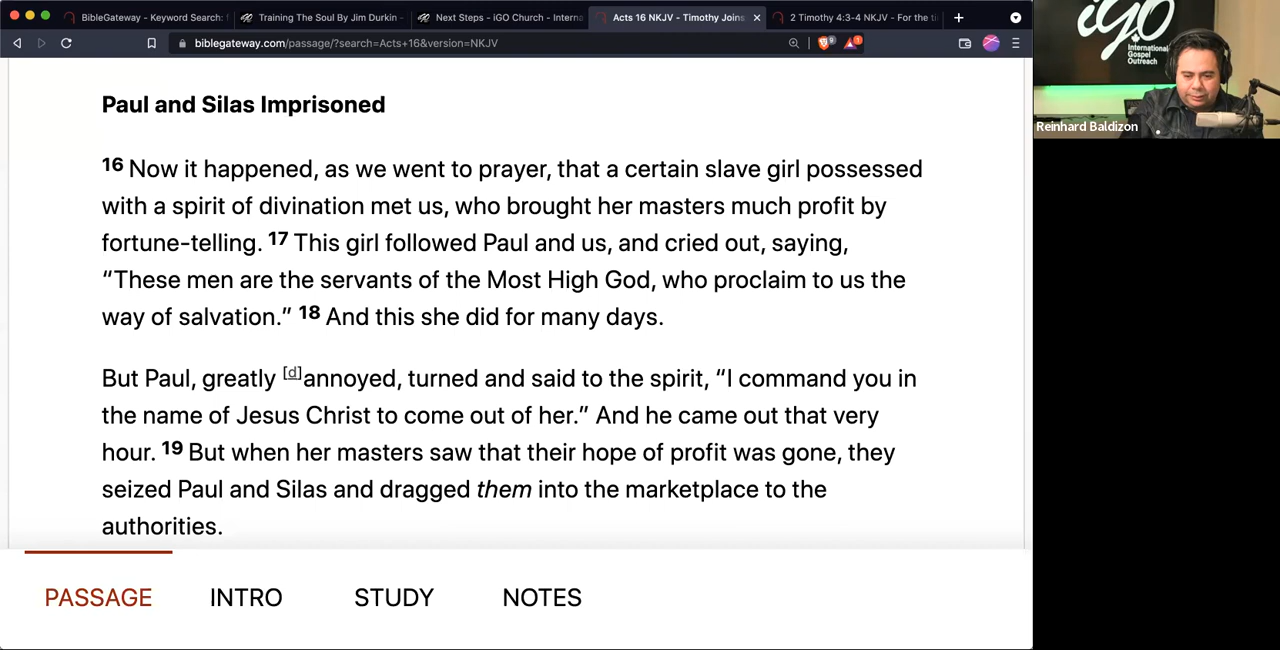 BibleGateway - Keyword Search:
Training The Soul By Jim Durkin -
Next Steps - iGO Church - Interna
Acts 16 NKJV - Timothy Joins
2 Timothy 4:3-4 NKJV - For the ti
biblegateway.com/passage/?search=Acts+16&version=NKJV
9
1
iGO
International
Gospel
Outreach
Reinhard Baldizon
Paul and Silas Imprisoned
16 Now it happened, as we went to prayer, that a certain slave girl possessed
with a spirit of divination met us, who brought her masters much profit by
fortune-telling. 17 This girl followed Paul and us, and cried out, saying,
“These men are the servants of the Most High God, who proclaim to us the
way of salvation.” 18 And this she did for many days.
But Paul, greatly [d]annoyed, turned and said to the spirit, “I command you in
the name of Jesus Christ to come out of her.” And he came out that very
hour. 19 But when her masters saw that their hope of profit was gone, they
seized Paul and Silas and dragged them into the marketplace to the
authorities.
PASSAGE INTRO STUDY NOTES